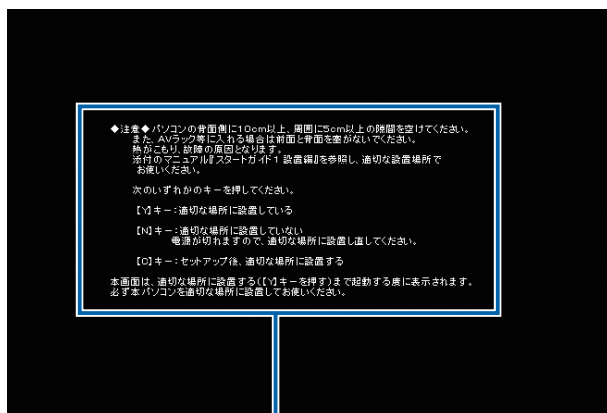 ◆注意◆パソコンの背面側に10cm以上、周囲に5cm以上の隙間を空けてください。
また、AVラック等に入れる場合は前面と背面を塞がないでください。
熱がこもり、故障の原因となります。
添付のマニュアル『スタートガイド1 設置編』を参照し、適切な設置場所で
お使いください。
次のいずれかのキーを押してください。
【Y】キー：適切な場所に設置している
【N】キー：適切な場所に設置していない
電源が切れますので、適切な場所に設置し直してください。
【C】キー：セットアップ後、適切な場所に設置する
本画面は、適切な場所に設置する(【Y】キーを押す)まで起動する度に表示されます。
必ず本パソコンを適切な場所に設置してお使いください。